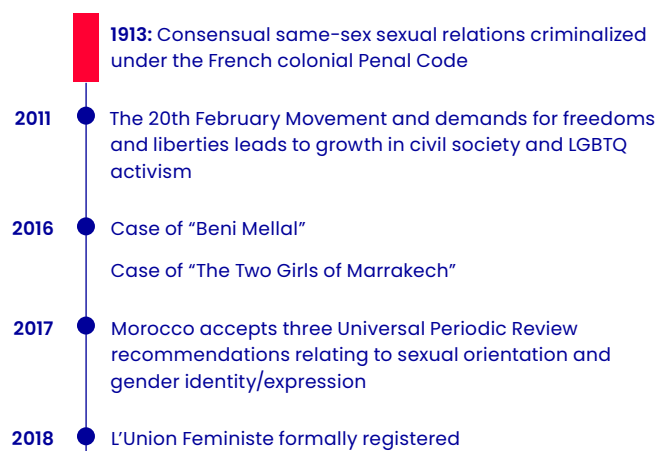 1913: Consensual same-sex sexual relations criminalized
under the French colonial Penal Code
2011
The 20th February Movement and demands for freedoms
and liberties leads to growth in civil society and LGBTQ
activism
2016
Case of “Beni Mellal”
Case of “The Two Girls of Marrakech”
2017
Morocco accepts three Universal Periodic Review
recommendations relating to sexual orientation and
gender identity/expression
2018
L’Union Feministe formally registered